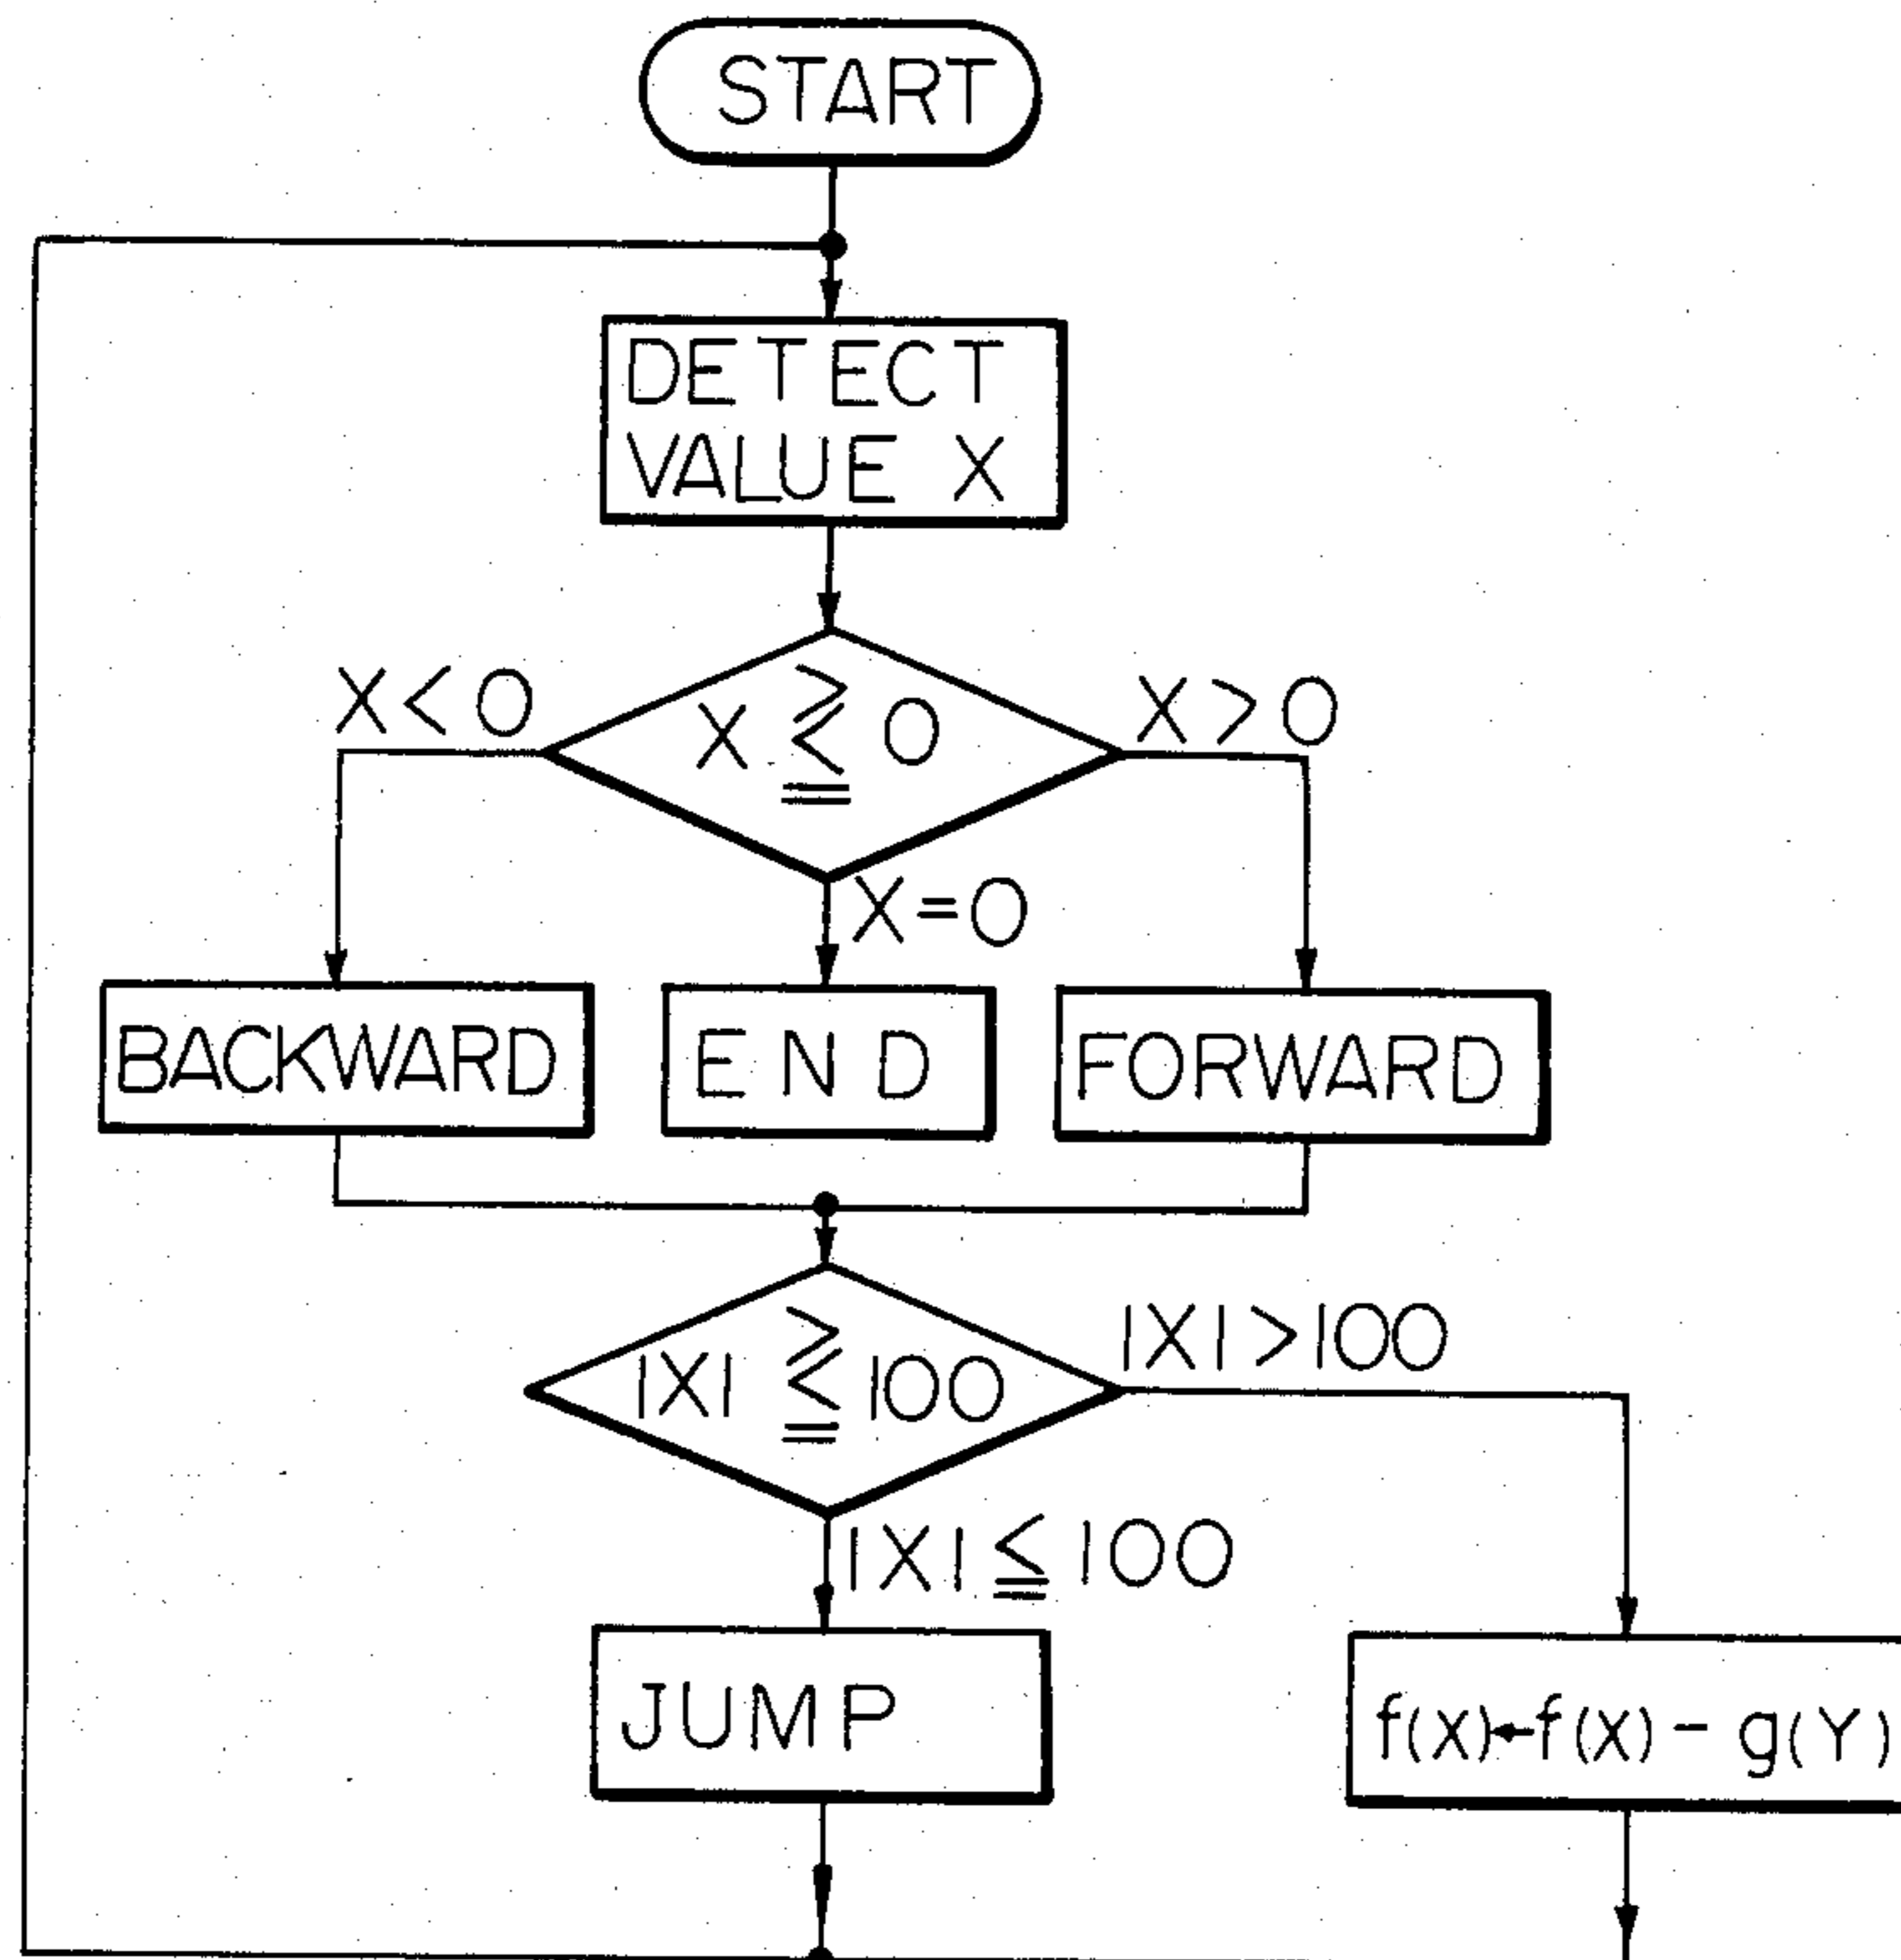 START
DETECT
VALUE X
X < 0
X ⪌ 0
X > 0
X=0
BACKWARD
END
FORWARD
|X| ⪌ 100
|X|>100
|X| ≦ 100
JUMP
f(X)←f(X) - g(Y)